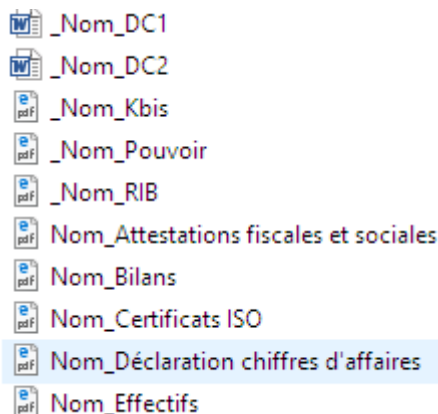 _Nom_DC1
_Nom_DC2
_Nom_Kbis
_Nom_Pouvoir
_Nom_RIB
Nom_Attestations fiscales et sociales
Nom_Bilans
Nom_Certificats ISO
Nom_Déclaration chiffres d'affaires
Nom_Effectifs